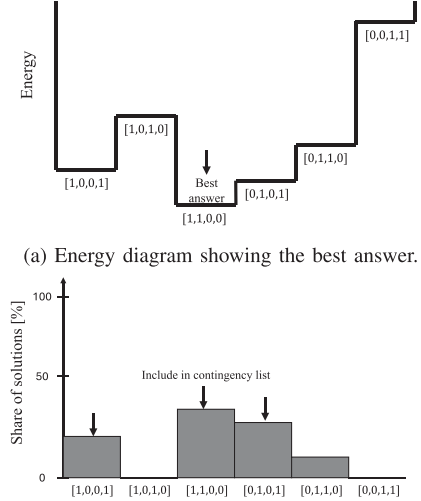 Energy
[0,0,1,1]
[1,0,1,0]
[0,1,1,0]
[1,0,0,1]
Best
answer
[0,1,0,1]
[1,1,0,0]
(a) Energy diagram showing the best answer.
Share of solutions [%]
100
50
0
Include in contingency list
[1,0,0,1] [1,0,1,0] [1,1,0,0] [0,1,0,1] [0,1,1,0] [0,0,1,1]